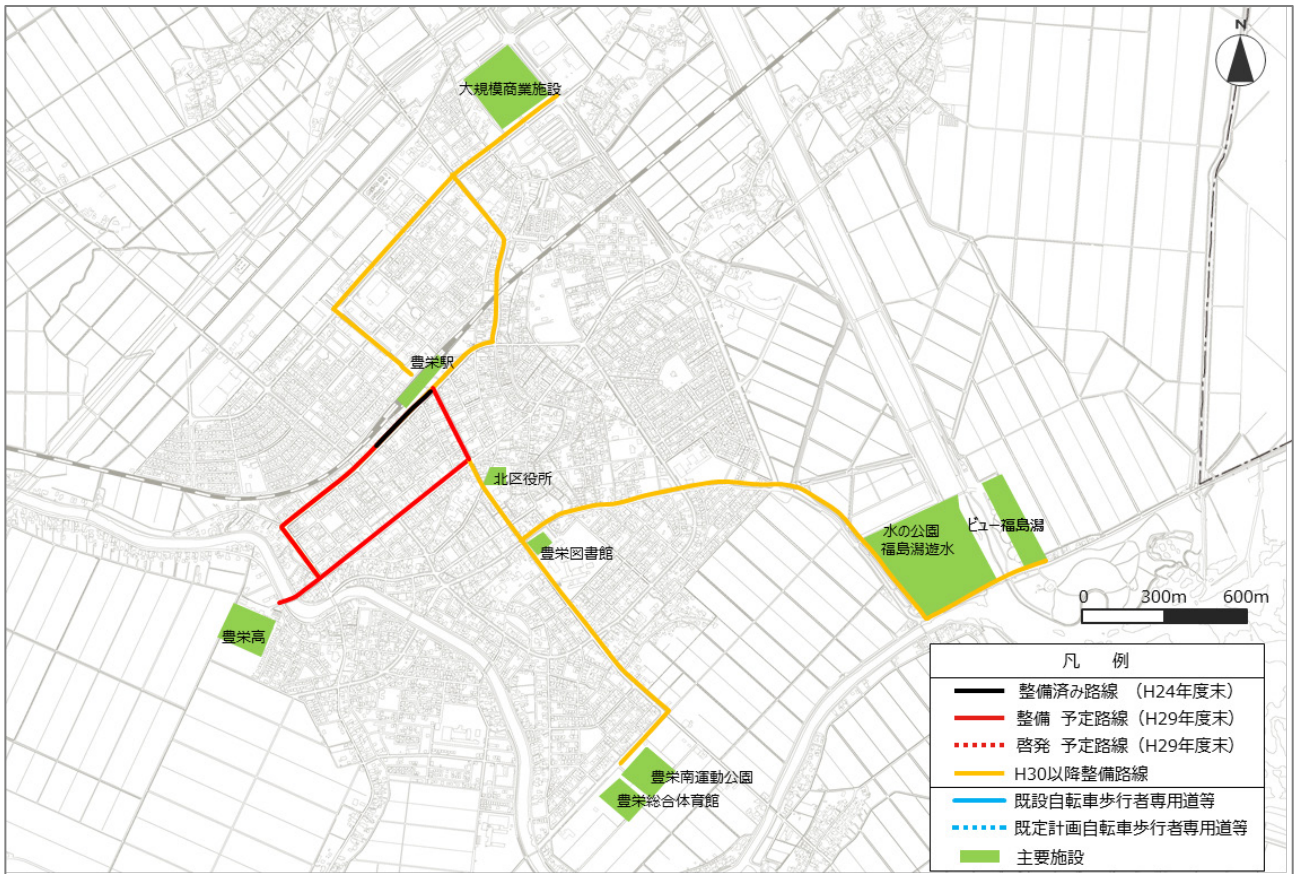 N
大規模商業施設
豊栄駅
北区役所
豊栄図書館
水の公園
福島潟遊水
ビュー福島潟
0 300m 600m
豊栄高
豊栄南運動公園
豊栄総合体育館
凡 例
整備済み路線 (H24年度末)
整備 予定路線(H29年度末)
啓発 予定路線(H29年度末)
H30以降整備路線
既設自転車歩行者専用道等
既定計画自転車歩行者専用道等
主要施設